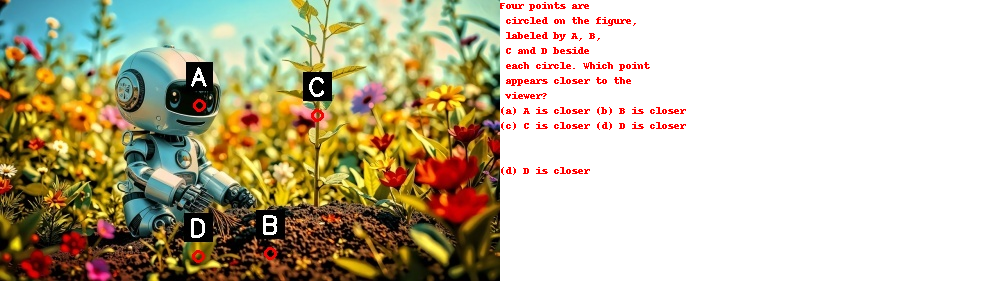 A
C
D
B
Four points are
circled on the figure,
labeled by A, B,
C and D beside
each circle. Which point
appears closer to the
viewer?
(a) A is closer (b) B is closer
(c) C is closer (d) D is closer
(d) D is closer